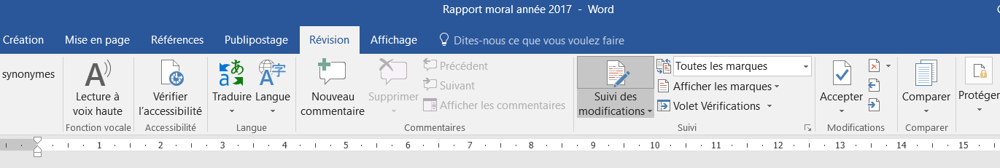 Rapport moral année 2017 - Word
Création Mise en page Références Publipostage Révision Affichage Dites-nous ce que vous voulez faire
synonymes
Lecture à
voix haute
Fonction vocale
Vérifier
l’accessibilité
Accessibilité
Traduire Langue
Langue
Nouveau
commentaire
Supprimer
Précédent
Suivant
Afficher les commentaires
Commentaires
Suivi des
modifications
Toutes les marques
Afficher les marques
Volet Vérifications
Suivi
Accepter
Modifications
Comparer
Comparer
Protéger
1 2 3 4 5 6 7 8 9 10 11 12 13 14 15